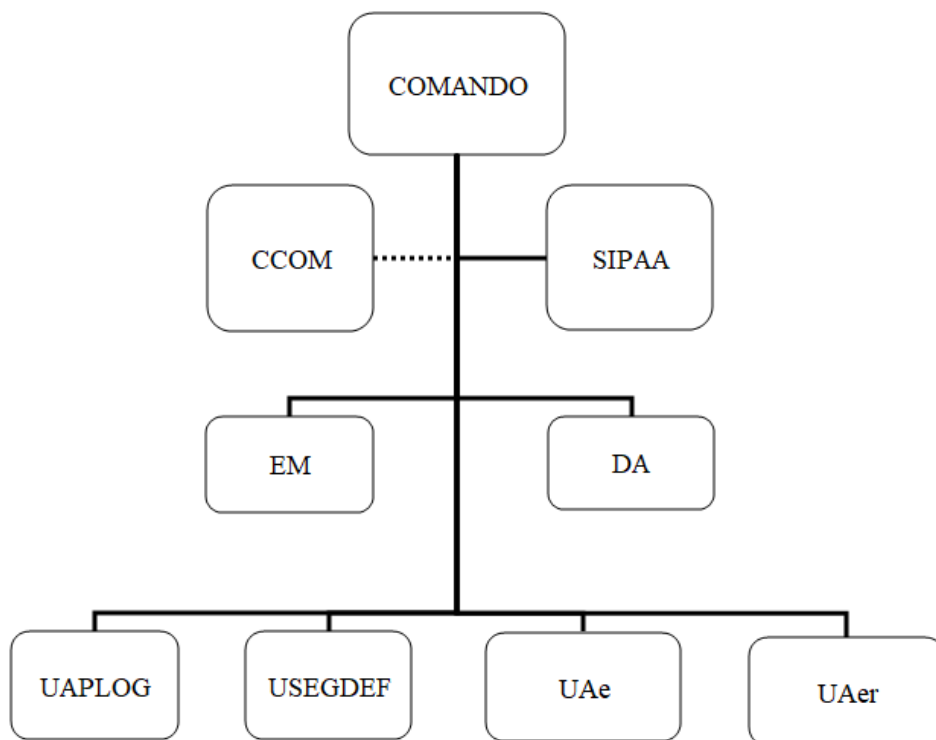 COMANDO
CCOM
SIPAA
EM
DA
UAPLOG
USEGDEF
UAe
UAer